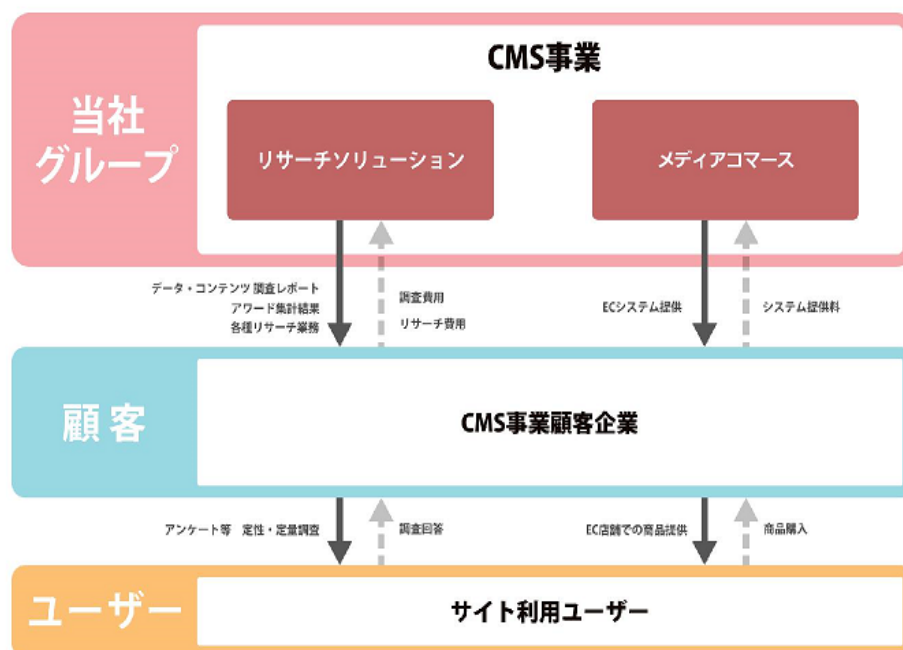 当社
グループ
CMS事業
リサーチソリューション
メディアコマース
データ・コンテンツ 調査レポート
アワード集計結果
各種リサーチ業務
調査費用
リサーチ費用
ECシステム提供
システム提供料
顧客
CMS事業顧客企業
アンケート等 定性・定量調査
調査回答
EC店舗での商品提供
商品購入
ユーザー
サイト利用ユーザー